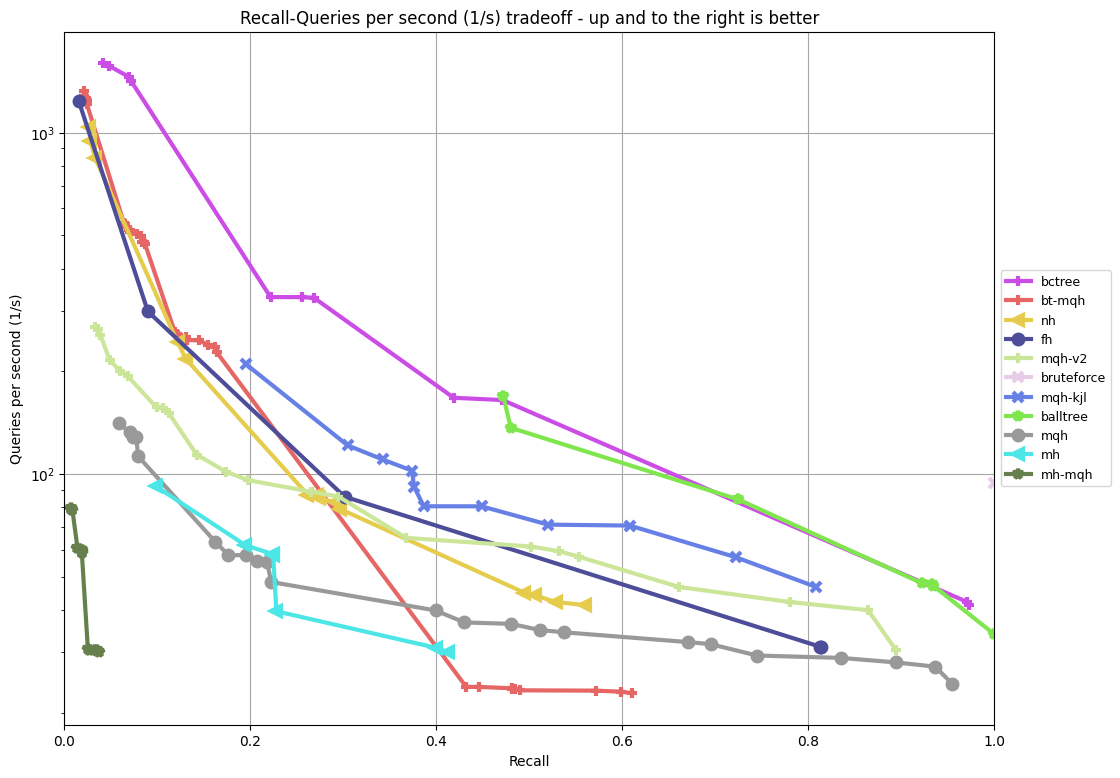 Recall-Queries per second (1/s) tradeoff - up and to the right is better
Queries per second (1/s)
10³
10²
0.0 0.2 0.4 0.6 0.8 1.0
Recall
bctree
bt-mqh
nh
fh
mqh-v2
bruteforce
mqh-kjl
balltree
mqh
mh
mh-mqh